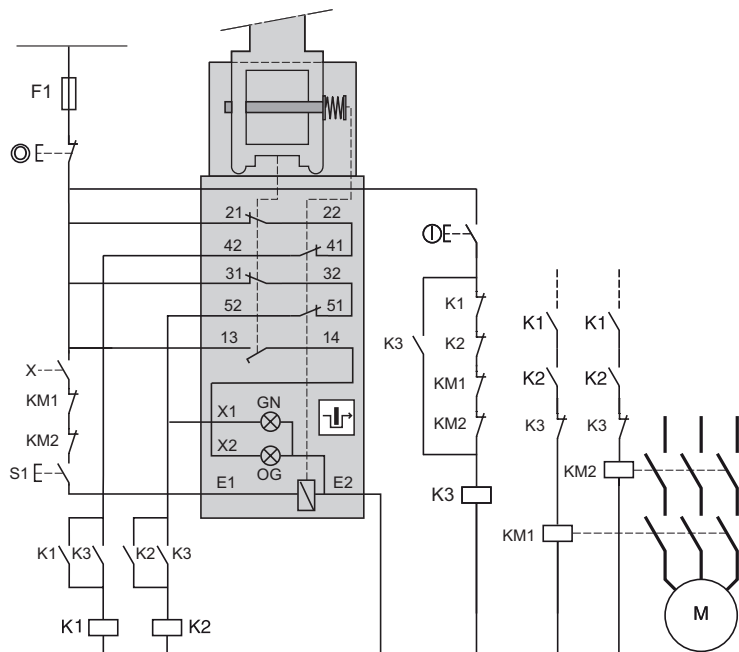 F1
21 22
42 41
31 32
52 51
13 14
X1 GN
X2 OG
E1 E2
X
KM1
KM2
S1
K1 K3 K2 K3
K1 K2
K3
K1
K2
KM1
KM2
K3
K1 K1
K2 K2
K3 K3
KM2
KM1
M